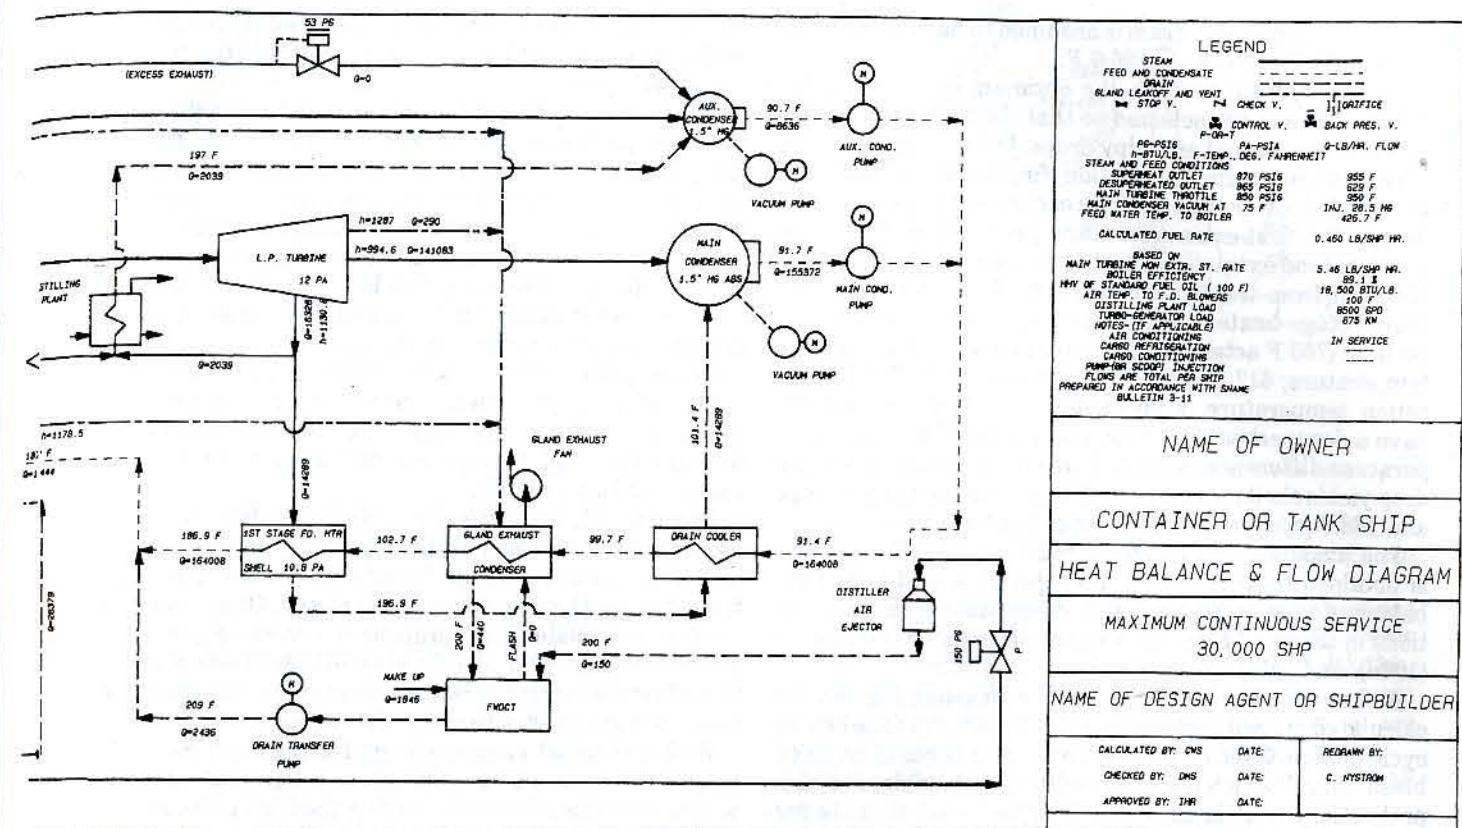 53 PG
(EXCESS EXHAUST)
Q=0
M
AUX.
CONDENSER
1.5" HG
90.7 F
Q=8636
AUX. COND.
PUMP
197 F
Q=2039
M
VACUUM PUMP
h=1287 Q=290
h=994.6 Q=141083
L.P. TURBINE
12 PA
MAIN
CONDENSER
1.5" HG ABS
M
91.7 F
Q=155372
MAIN COND.
PUMP
STILLING
PLANT
Q=16328
Q=2039
M
VACUUM PUMP
101.4 F
Q=14289
h=1178.5
Q=1444
Q=14289
GLAND EXHAUST
FAN
186.9 F
Q=164008
1ST STAGE FD. HTR
SHELL 10.8 PA
102.7 F
GLAND EXHAUST
CONDENSER
99.7 F
DRAIN COOLER
91.4 F
Q=164008
196.9 F
DISTILLER
AIR
EJECTOR
150 PG
Q=26379
200 F
Q=440
FLASH
Q=0
200
Q=150
MAKE UP
Q=1846
FWDCT
M
209 F
Q=2436
DRAIN TRANSFER
PUMP
LEGEND
STEAM
FEED AND CONDENSATE
DRAIN
GLAND LEAKOFF AND VENT
STOP V. CHECK V. ORIFICE
CONTROL V. BACK PRES. V.
P-OR-T
PG-PSIG PA-PSIA Q-LB/HR. FLOW
h-BTU/LB. F-TEMP., DEG. FAHRENHEIT
STEAM AND FEED CONDITIONS
SUPERHEAT OUTLET 870 PSIG 955 F
DESUPERHEATED OUTLET 865 PSIG 629 F
MAIN TURBINE THROTTLE 850 PSIG 950 F
MAIN CONDENSER VACUUM AT 75 F INJ. 28.5 HG
FEED WATER TEMP. TO BOILER 426.7 F
CALCULATED FUEL RATE 0.460 LB/SHP HR.
BASED ON
MAIN TURBINE NON EXTR. ST. RATE 5.46 LB/SHP HR.
BOILER EFFICIENCY 89.1 %
HHV OF STANDARD FUEL OIL ( 100 F) 18,500 BTU/LB.
AIR TEMP. TO F.D. BLOWERS 100 F
DISTILLING PLANT LOAD 8500 GPD
TURBO-GENERATOR LOAD 675 KW
NOTES-(IF APPLICABLE)
AIR CONDITIONING IN SERVICE
CARGO REFRIGERATION
CARGO CONDITIONING
PUMP(OR SCOOP) INJECTION
FLOWS ARE TOTAL PER SHIP
PREPARED IN ACCORDANCE WITH SNAME
BULLETIN 3-11
NAME OF OWNER
CONTAINER OR TANK SHIP
HEAT BALANCE & FLOW DIAGRAM
MAXIMUM CONTINUOUS SERVICE
30,000 SHP
NAME OF DESIGN AGENT OR SHIPBUILDER
CALCULATED BY: CWS DATE: REDRAWN BY:
CHECKED BY: DHS DATE: C. NYSTROM
APPROVED BY: IHR DATE: